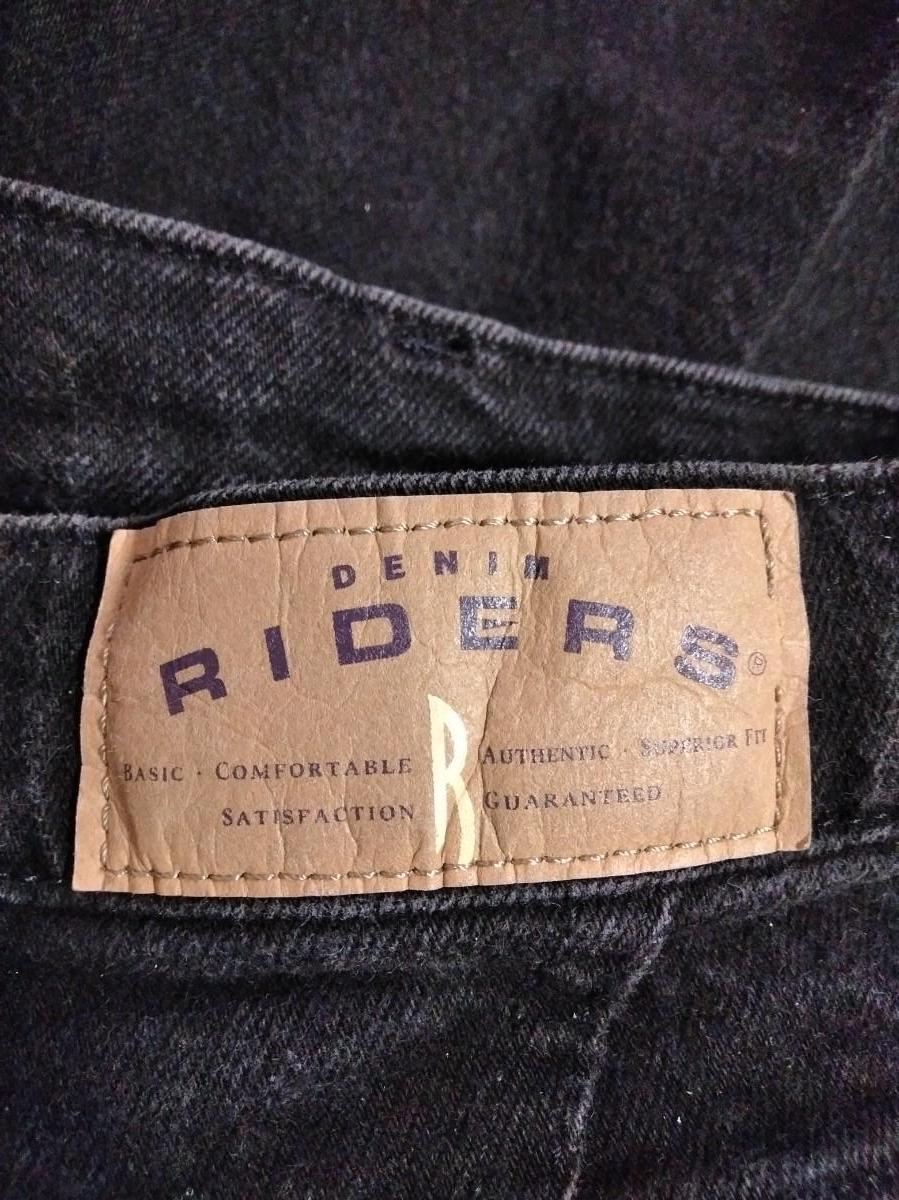 DENIM
RIDERS®
BASIC · COMFORTABLE R AUTHENTIC · SUPERIOR FIT
SATISFACTION GUARANTEED